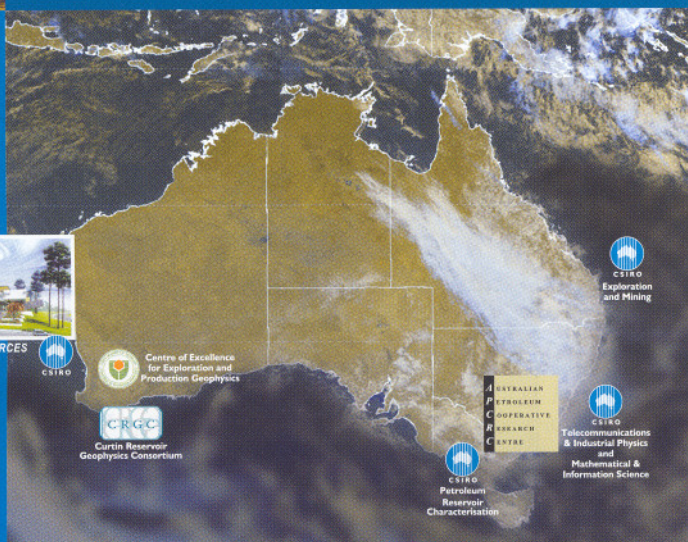 CSIRO
Exploration
and Mining
RCES
CSIRO
Centre of Excellence
for Exploration and
Production Geophysics
CRGC
Curtin Reservoir
Geophysics Consortium
AUSTRALIAN
PETROLEUM
COOPERATIVE
RESEARCH
CENTRE
CSIRO
Telecommunications
& Industrial Physics
and
Mathematical &
Information Science
CSIRO
Petroleum
Reservoir
Characterisation